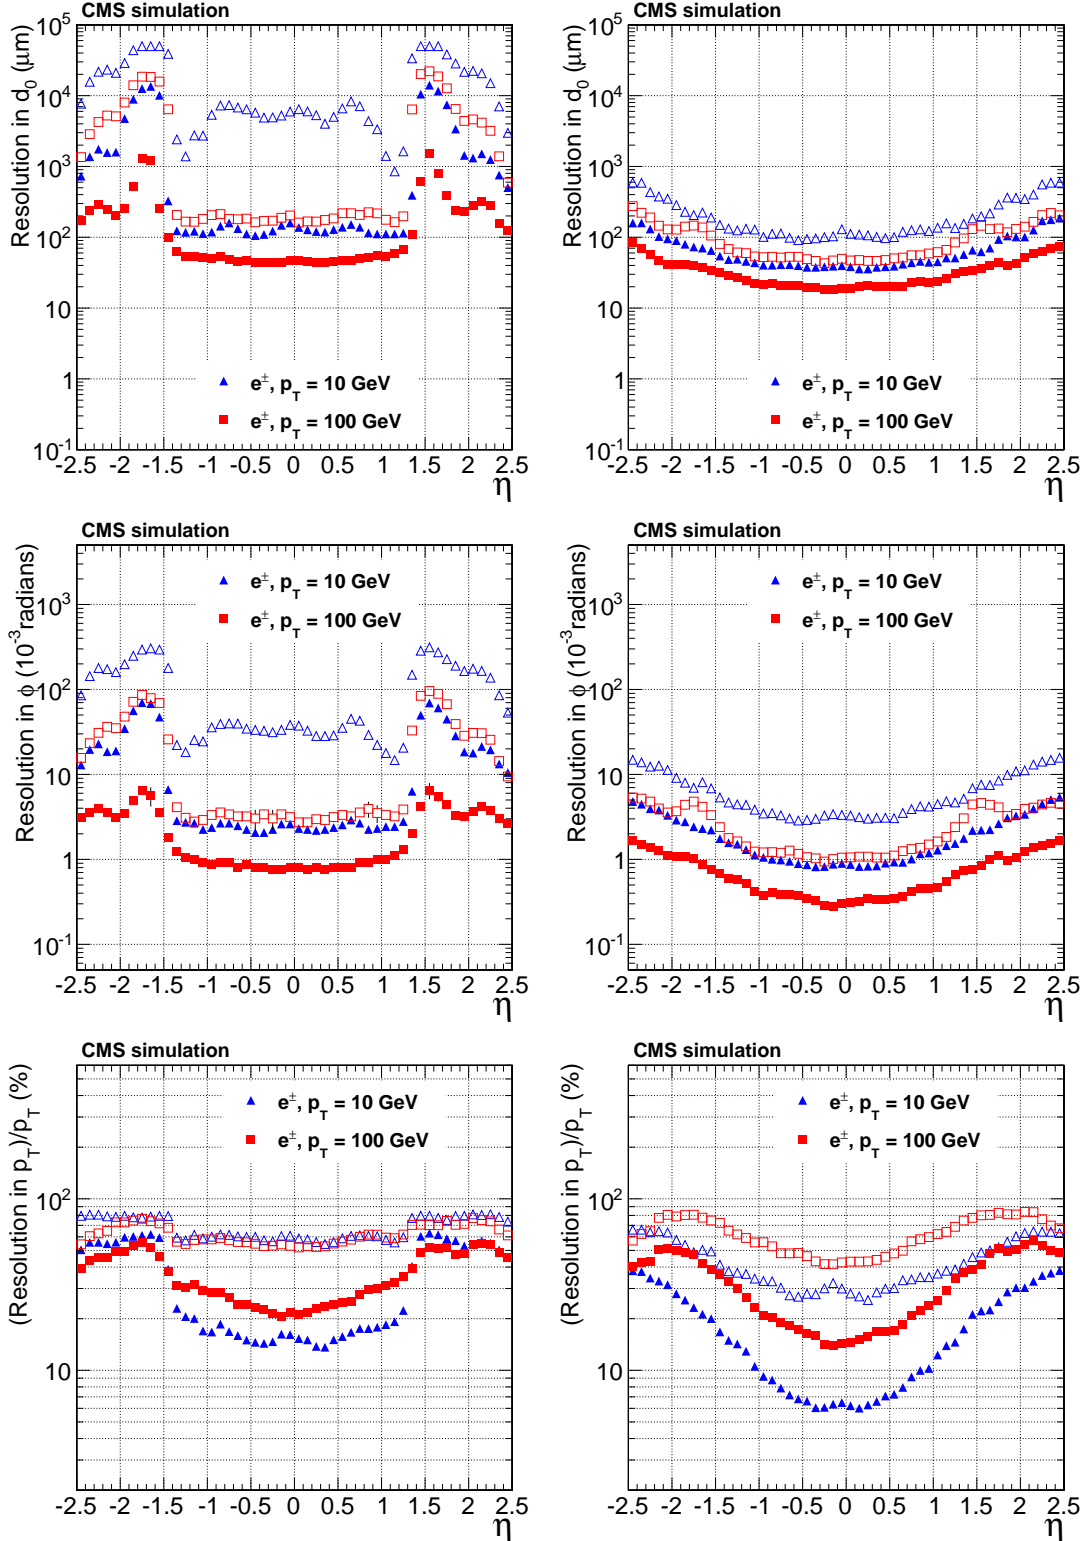 CMS simulation
Resolution in d0 (μm)
10^5
10^4
10^3
10^2
10
1
10^-1
e±, pT = 10 GeV
e±, pT = 100 GeV
-2.5 -2 -1.5 -1 -0.5 0 0.5 1 1.5 2 2.5
η
CMS simulation
Resolution in d0 (μm)
10^5
10^4
10^3
10^2
10
1
10^-1
e±, pT = 10 GeV
e±, pT = 100 GeV
-2.5 -2 -1.5 -1 -0.5 0 0.5 1 1.5 2 2.5
η
CMS simulation
Resolution in ϕ (10^-3 radians)
10^3
10^2
10
1
10^-1
e±, pT = 10 GeV
e±, pT = 100 GeV
-2.5 -2 -1.5 -1 -0.5 0 0.5 1 1.5 2 2.5
η
CMS simulation
Resolution in ϕ (10^-3 radians)
10^3
10^2
10
1
10^-1
e±, pT = 10 GeV
e±, pT = 100 GeV
-2.5 -2 -1.5 -1 -0.5 0 0.5 1 1.5 2 2.5
η
CMS simulation
(Resolution in pT)/pT (%)
10^2
10
e±, pT = 10 GeV
e±, pT = 100 GeV
-2.5 -2 -1.5 -1 -0.5 0 0.5 1 1.5 2 2.5
η
CMS simulation
(Resolution in pT)/pT (%)
10^2
10
e±, pT = 10 GeV
e±, pT = 100 GeV
-2.5 -2 -1.5 -1 -0.5 0 0.5 1 1.5 2 2.5
η